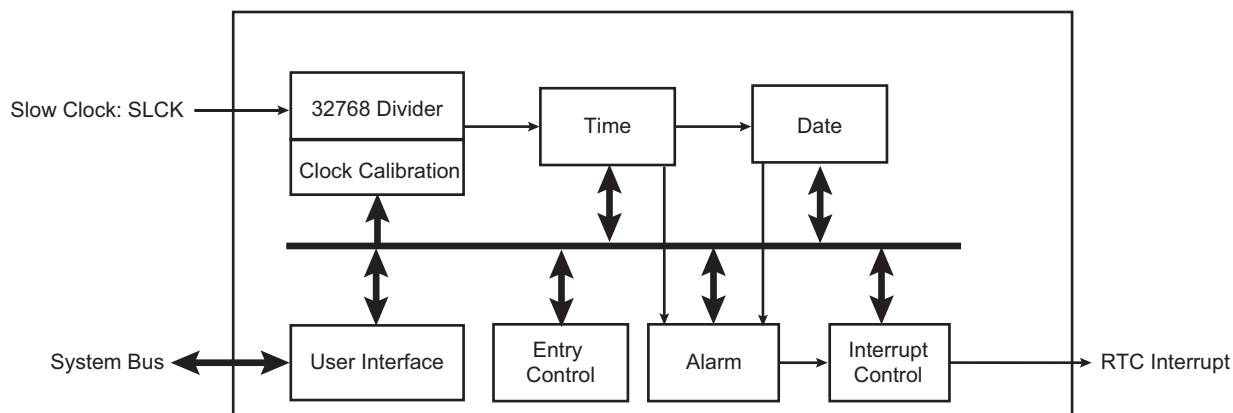 Slow Clock: SLCK
32768 Divider
Clock Calibration
Time
Date
System Bus
User Interface
Entry
Control
Alarm
Interrupt
Control
RTC Interrupt